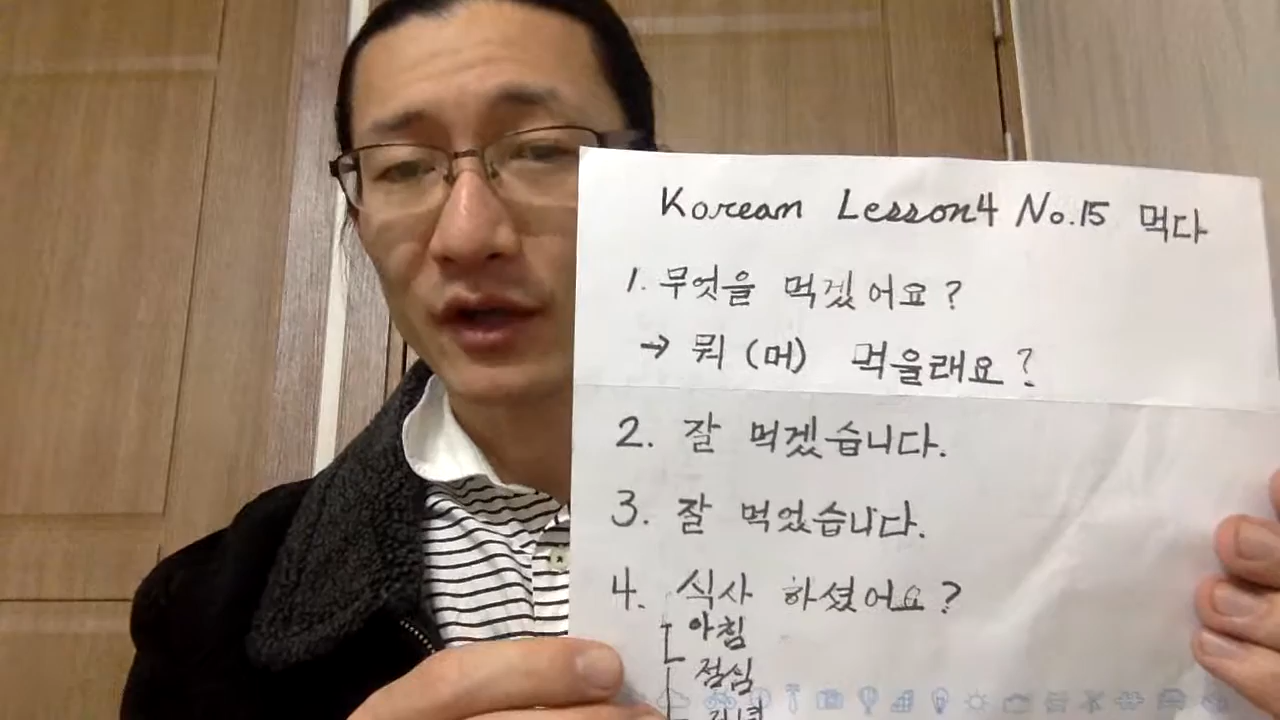 Korean Lesson4 No.15 먹다
1. 무엇을 먹겠어요?
→ 뭐 (머) 먹을래요?
2. 잘 먹겠습니다.
3. 잘 먹었습니다.
4. 식사 하셨어요?
아침
점심